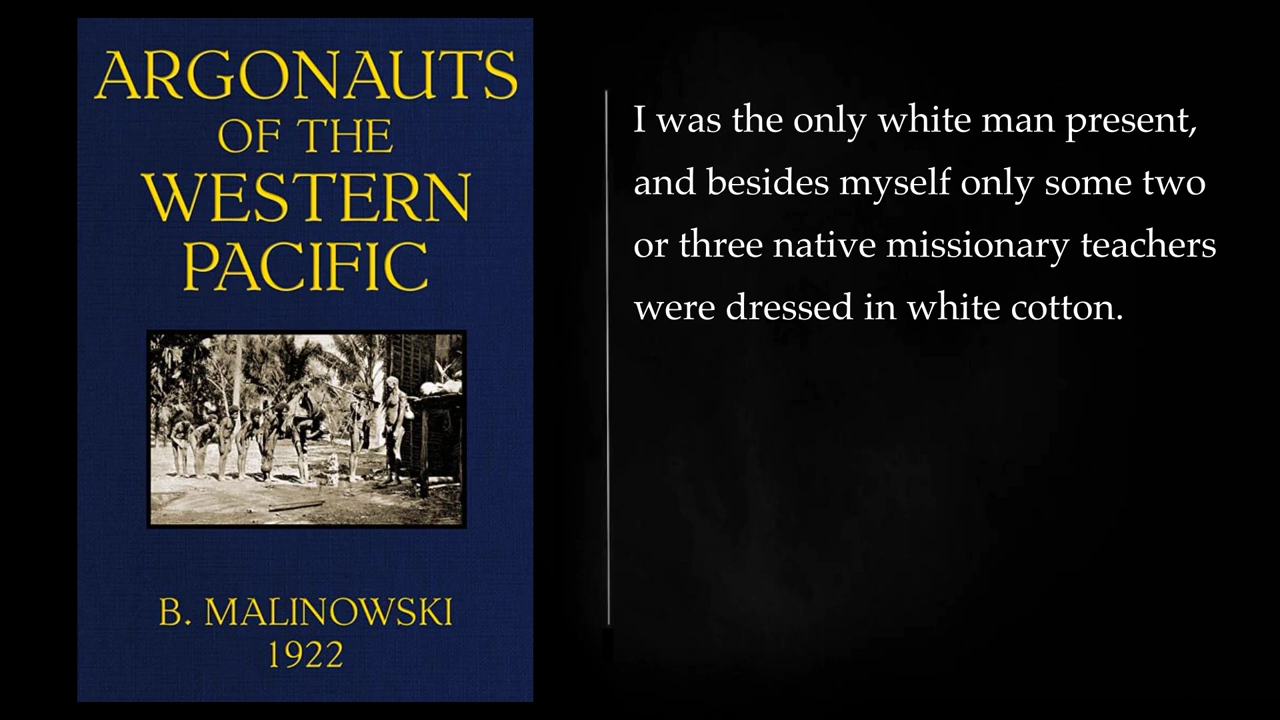 ARGONAUTS
OF THE
WESTERN
PACIFIC
B. MALINOWSKI
1922
I was the only white man present,
and besides myself only some two
or three native missionary teachers
were dressed in white cotton.